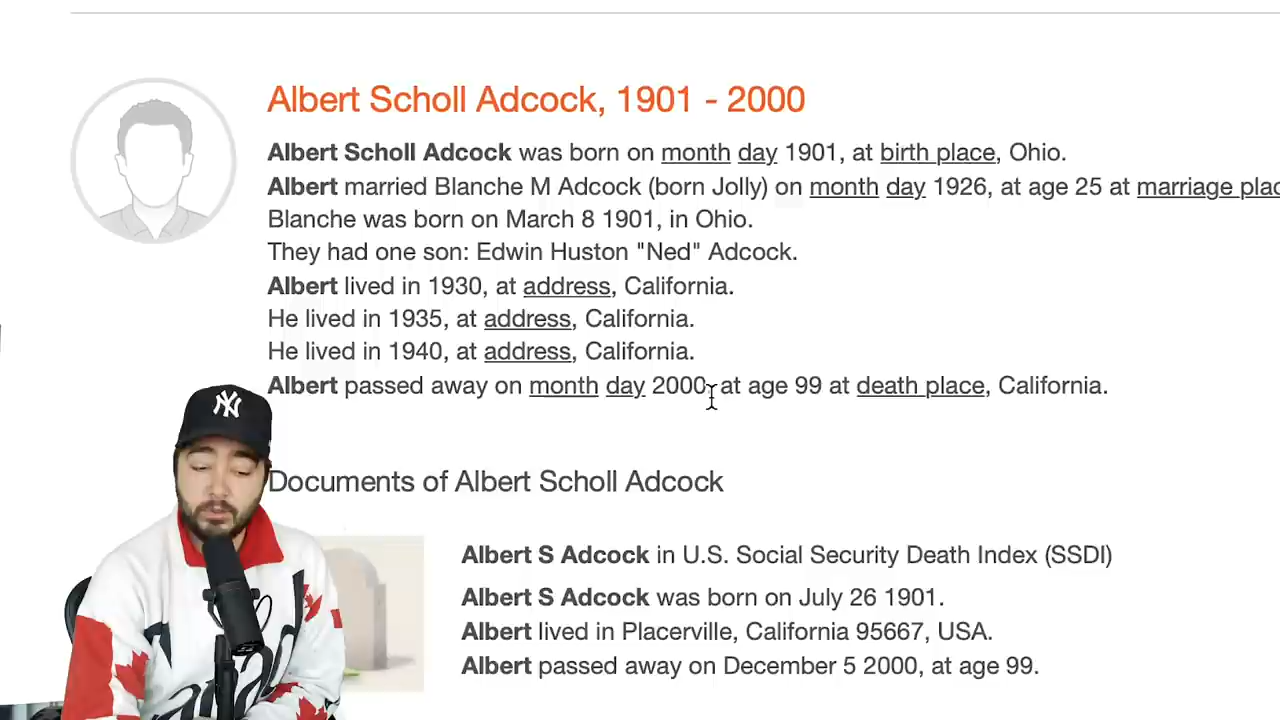 Albert Scholl Adcock, 1901 - 2000
Albert Scholl Adcock was born on month day 1901, at birth place, Ohio.
Albert married Blanche M Adcock (born Jolly) on month day 1926, at age 25 at marriage plac
Blanche was born on March 8 1901, in Ohio.
They had one son: Edwin Huston "Ned" Adcock.
Albert lived in 1930, at address, California.
He lived in 1935, at address, California.
He lived in 1940, at address, California.
Albert passed away on month day 2000, at age 99 at death place, California.
NY
Documents of Albert Scholl Adcock
Albert S Adcock in U.S. Social Security Death Index (SSDI)
Albert S Adcock was born on July 26 1901.
Albert lived in Placerville, California 95667, USA.
Albert passed away on December 5 2000, at age 99.